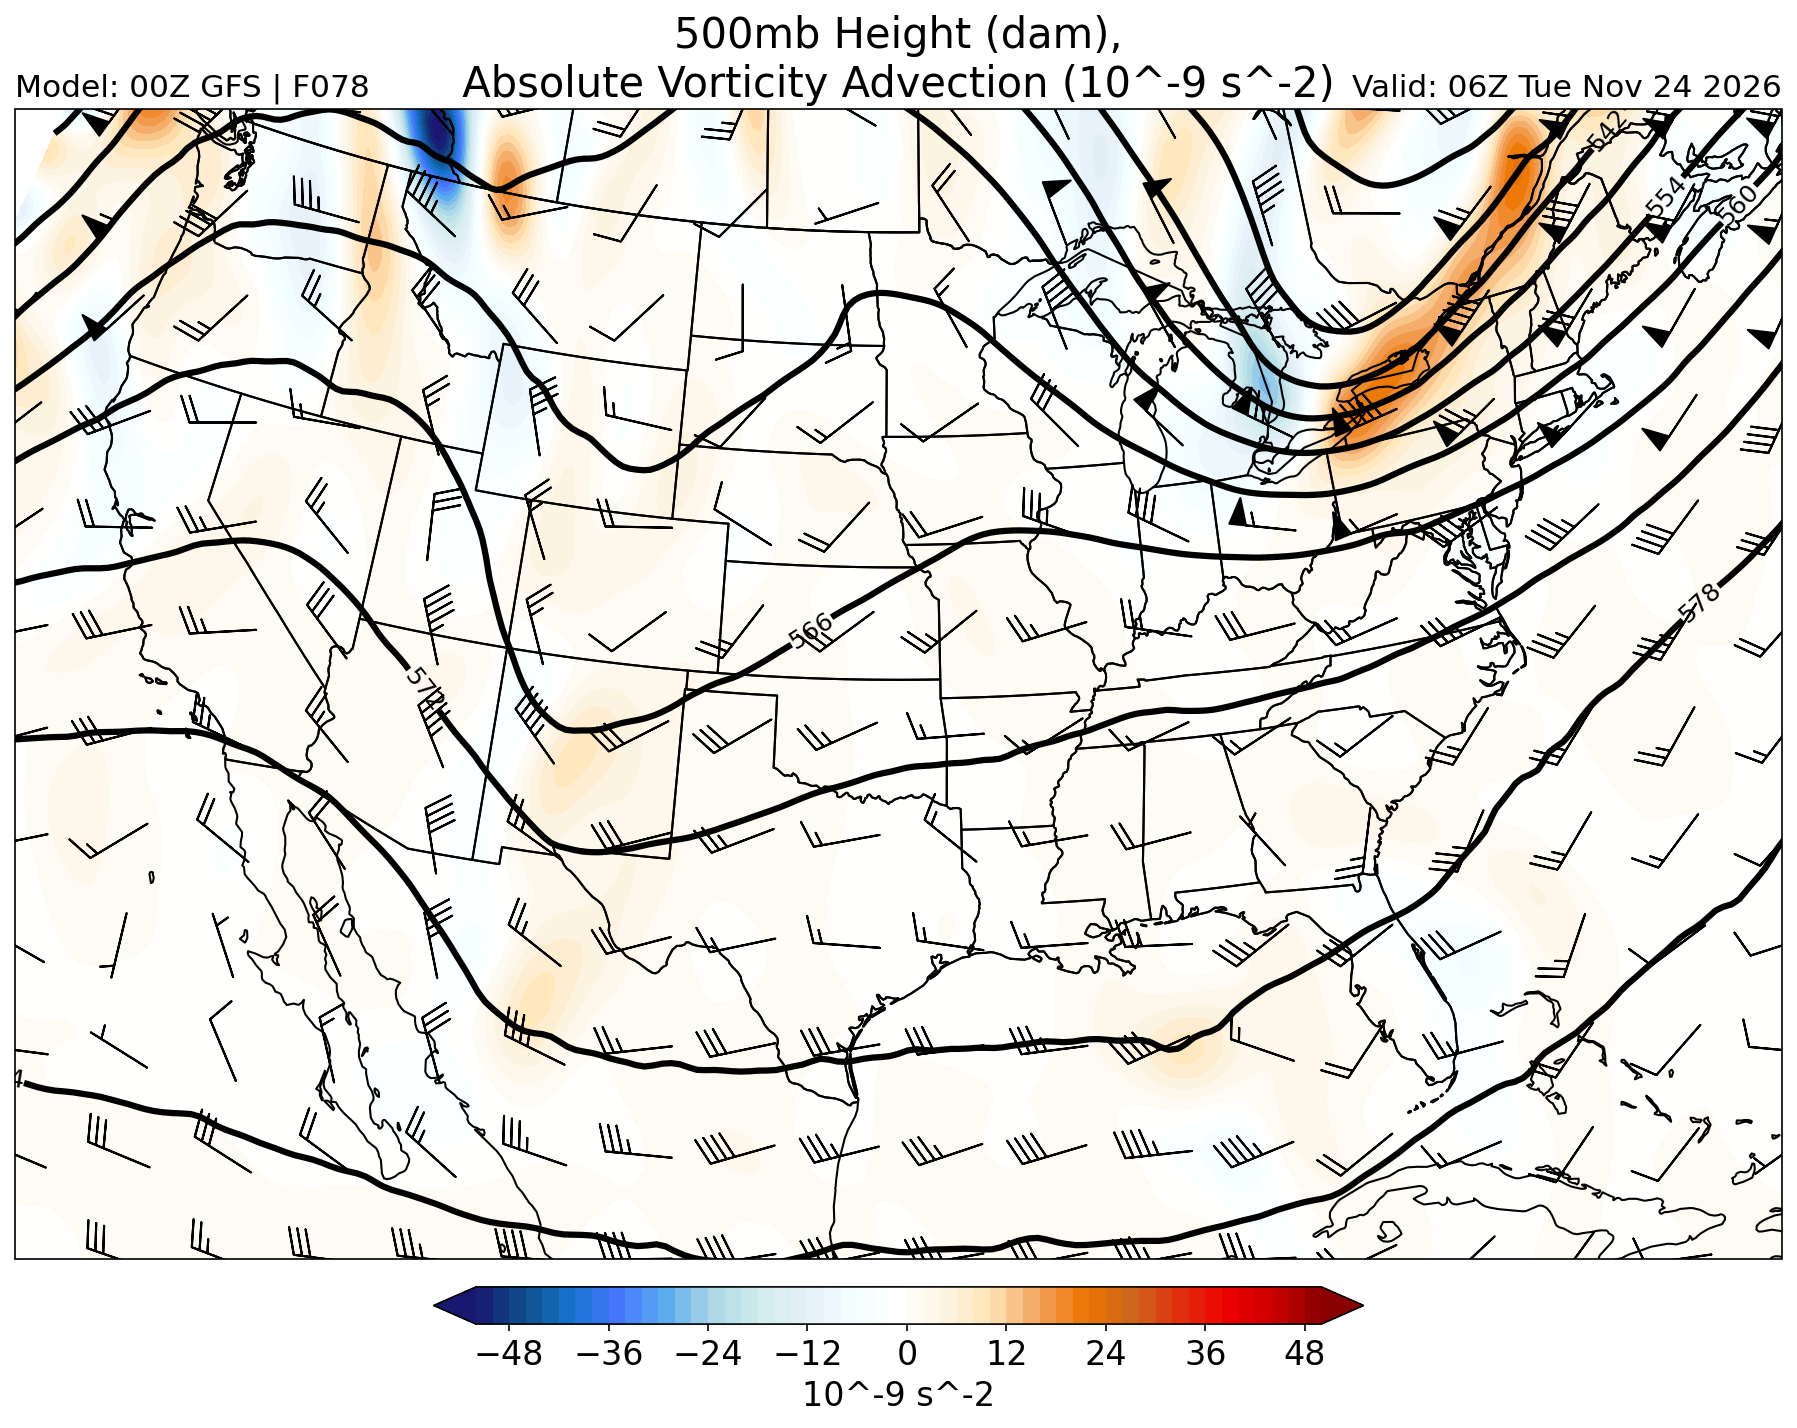 500mb Height (dam),
Model: 00Z GFS | F078
Absolute Vorticity Advection (10^-9 s^-2)
Valid: 06Z Tue Nov 24 2026
542
554
560
566
572
578
4
−48 −36 −24 −12 0 12 24 36 48
10^-9 s^-2